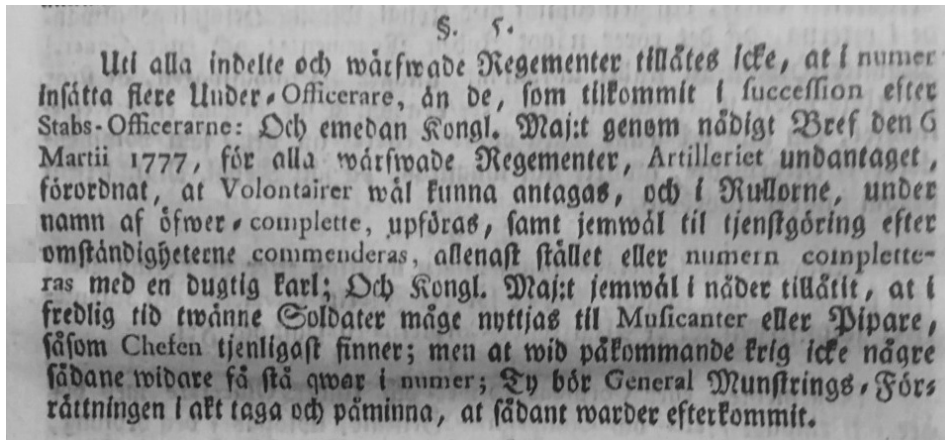 §. 5.
Uti alla indelte och wärfwade Regementer tillåtes icke, at i numer
insätta flere Under-Officerare, än de, som tilkommit i succession efter
Stabs-Officerarne: Och emedan Kongl. Maj:t genom nådigt Bref den 6
Martii 1777, för alla wärfwade Regementer, Artilleriet undantaget,
förordnat, at Volontairer wäl kunna antagas, och i Rullorne, under
namn af öfwer-complette, upföras, samt jemwäl til tjenstgöring efter
omständigheterne commenderas, allenast stället eller numern complette-
ras med en dugtig karl; Och Kongl. Maj:t jemwäl i nåder tillåtit, at i
fredlig tid twänne Soldater måge nyttjas til Musicanter eller Pipare,
såsom Chefen tjenligast finner; men at wid påkommande krig icke någre
sådane widare få stå qwar i numer; Ty bör General Munstrings-För-
rättningen i akt taga och påminna, at sådant warder efterkommit.